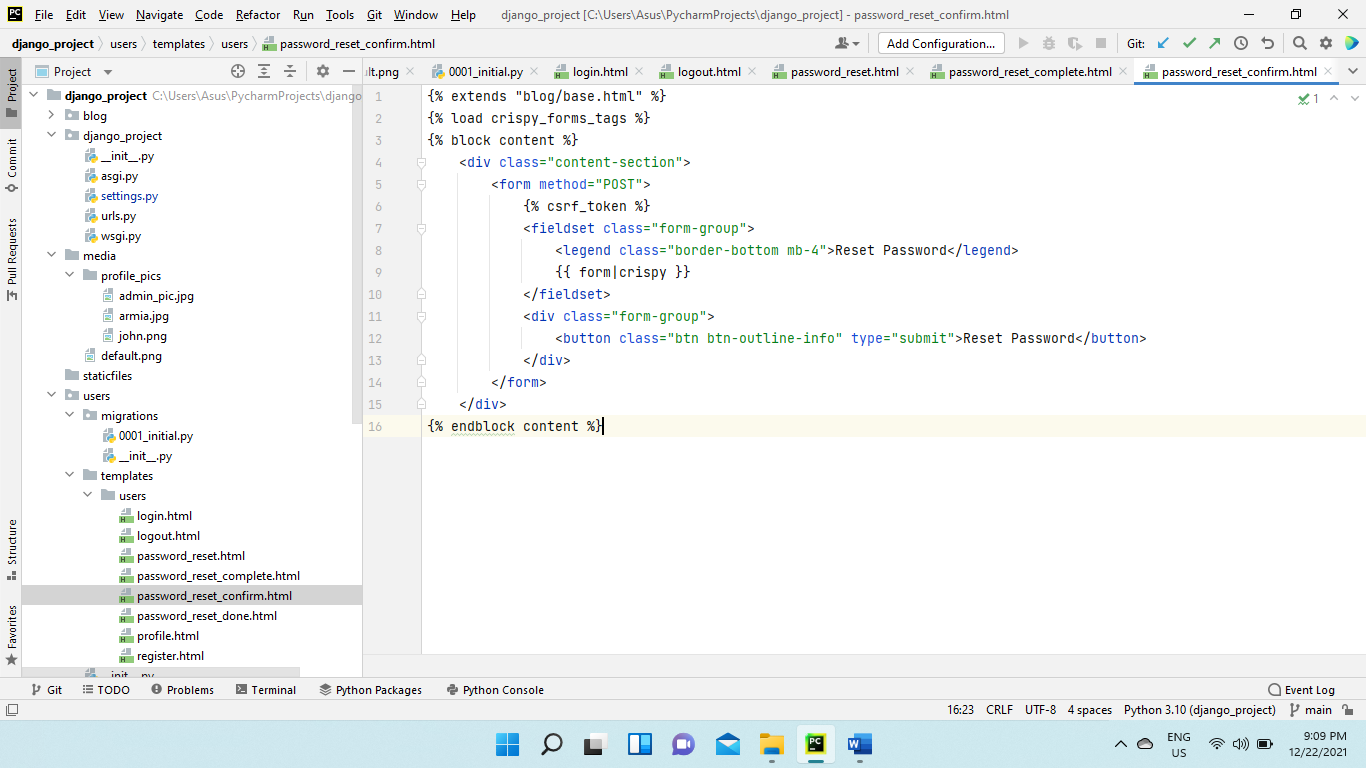 PC File Edit View Navigate Code Refactor Run Tools Git Window Help django_project [C:\Users\Asus\PycharmProjects\django_project] - password_reset_confirm.html
django_project users templates users password_reset_confirm.html Add Configuration... Git:
Project lt.png 0001_initial.py login.html logout.html password_reset.html password_reset_complete.html password_reset_confirm.html
Project
Commit
Pull Requests
Structure
Favorites
django_project C:\Users\Asus\PycharmProjects\django
blog
django_project
__init__.py
asgi.py
settings.py
urls.py
wsgi.py
media
profile_pics
admin_pic.jpg
armia.jpg
john.png
default.png
staticfiles
users
migrations
0001_initial.py
__init__.py
templates
users
login.html
logout.html
password_reset.html
password_reset_complete.html
password_reset_confirm.html
password_reset_done.html
profile.html
register.html
__init__.py
1 {% extends "blog/base.html" %}
2 {% load crispy_forms_tags %}
3 {% block content %}
4 <div class="content-section">
5 <form method="POST">
6 {% csrf_token %}
7 <fieldset class="form-group">
8 <legend class="border-bottom mb-4">Reset Password</legend>
9 {{ form|crispy }}
10 </fieldset>
11 <div class="form-group">
12 <button class="btn btn-outline-info" type="submit">Reset Password</button>
13 </div>
14 </form>
15 </div>
16 {% endblock content %}
1
Git TODO Problems Terminal Python Packages Python Console Event Log
16:23 CRLF UTF-8 4 spaces Python 3.10 (django_project) main
PC W ENG US 9:09 PM
12/22/2021